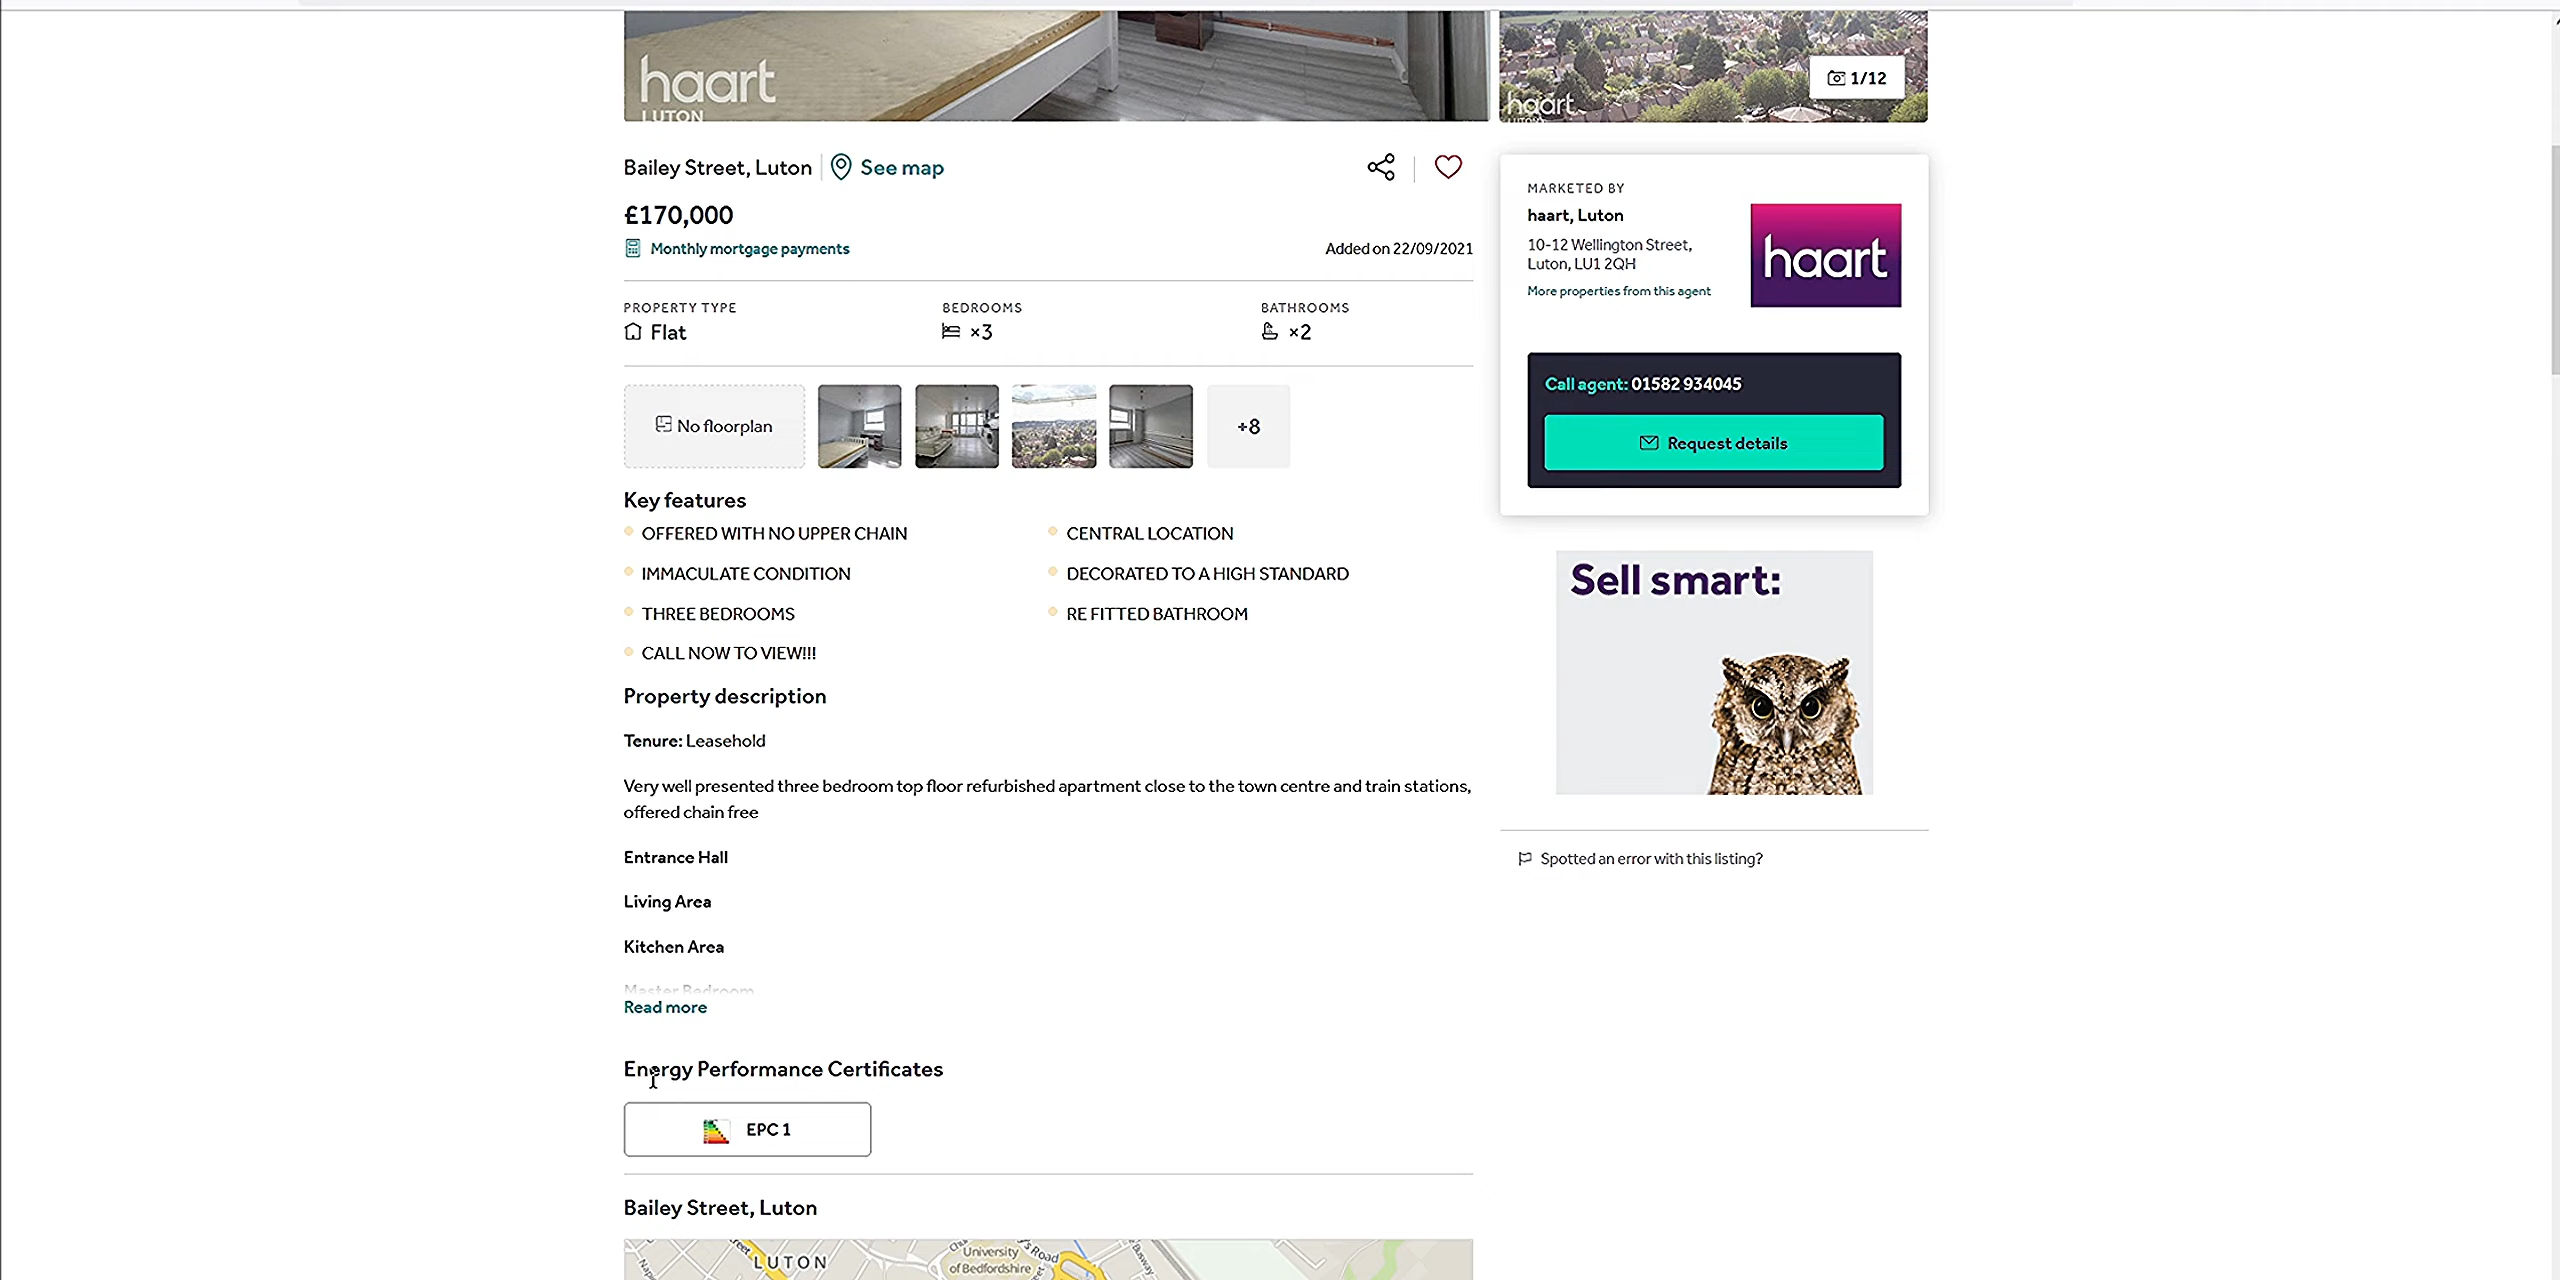 haart
LUTON
haart
1/12
Bailey Street, Luton
See map
£170,000
Monthly mortgage payments
Added on 22/09/2021
PROPERTY TYPE
BEDROOMS
BATHROOMS
Flat
×3
×2
No floorplan
+8
Key features
OFFERED WITH NO UPPER CHAIN
CENTRAL LOCATION
IMMACULATE CONDITION
DECORATED TO A HIGH STANDARD
THREE BEDROOMS
RE FITTED BATHROOM
CALL NOW TO VIEW!!!
Property description
Tenure: Leasehold
Very well presented three bedroom top floor refurbished apartment close to the town centre and train stations,
offered chain free
Entrance Hall
Living Area
Kitchen Area
Master Bedroom
Read more
Energy Performance Certificates
EPC 1
Bailey Street, Luton
LUTON
University
of Bedfordshire
Road
MARKETED BY
haart, Luton
10-12 Wellington Street,
Luton, LU1 2QH
More properties from this agent
haart
Call agent: 01582 934045
Request details
Sell smart:
Spotted an error with this listing?